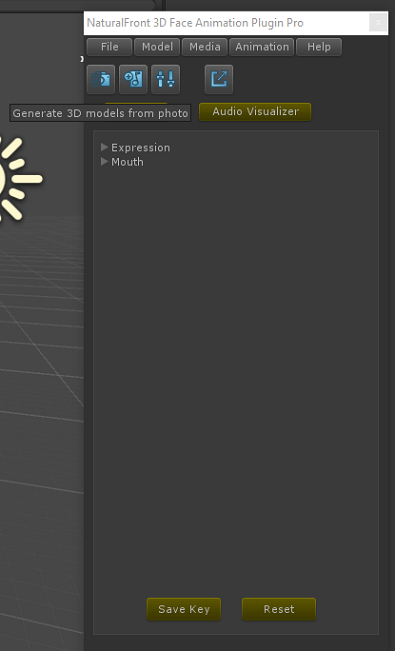 NaturalFront 3D Face Animation Plugin Pro
File Model Media Animation Help
Generate 3D models from photo
Audio Visualizer
Expression
Mouth
Save Key Reset